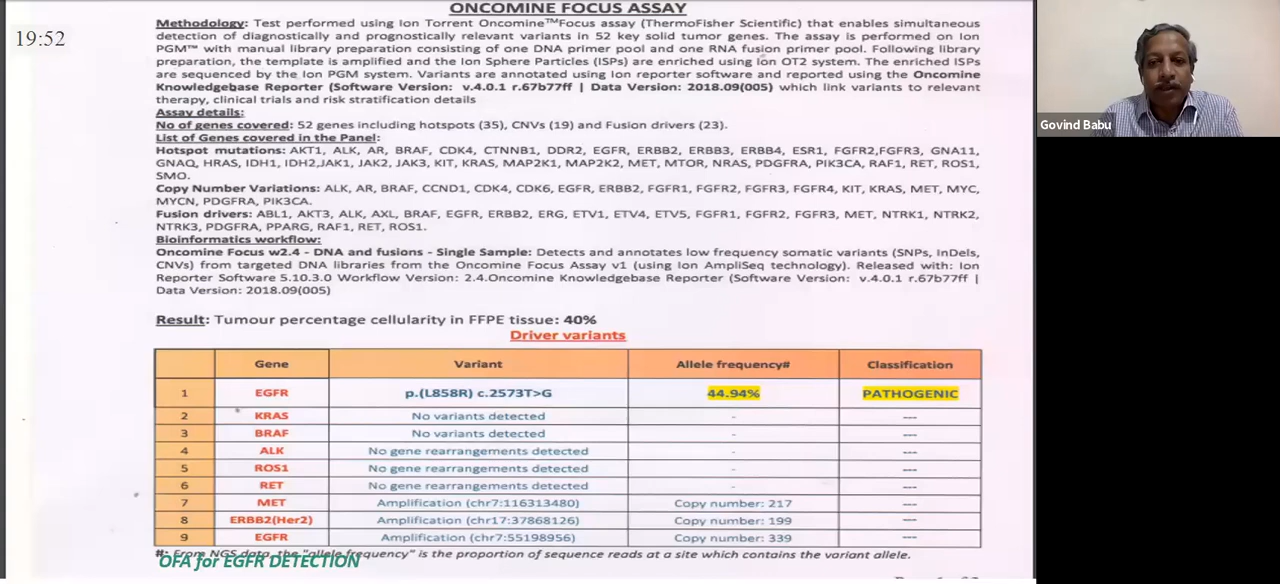 ONCOMINE FOCUS ASSAY
19:52
Methodology: Test performed using Ion Torrent Oncomine™Focus assay (ThermoFisher Scientific) that enables simultaneous
detection of diagnostically and prognostically relevant variants in 52 key solid tumor genes. The assay is performed on Ion
PGM™ with manual library preparation consisting of one DNA primer pool and one RNA fusion primer pool. Following library
preparation, the template is amplified and the Ion Sphere Particles (ISPs) are enriched using Ion OT2 system. The enriched ISPs
are sequenced by the Ion PGM system. Variants are annotated using Ion reporter software and reported using the Oncomine
Knowledgebase Reporter (Software Version: v.4.0.1 r.67b77ff | Data Version: 2018.09(005) which link variants to relevant
therapy, clinical trials and risk stratification details
Assay details:
No of genes covered: 52 genes including hotspots (35), CNVs (19) and Fusion drivers (23).
List of Genes covered in the Panel:
Hotspot mutations: AKT1, ALK, AR, BRAF, CDK4, CTNNB1, DDR2, EGFR, ERBB2, ERBB3, ERBB4, ESR1, FGFR2,FGFR3, GNA11,
GNAQ, HRAS, IDH1, IDH2,JAK1, JAK2, JAK3, KIT, KRAS, MAP2K1, MAP2K2, MET, MTOR, NRAS, PDGFRA, PIK3CA, RAF1, RET, ROS1,
SMO.
Copy Number Variations: ALK, AR, BRAF, CCND1, CDK4, CDK6, EGFR, ERBB2, FGFR1, FGFR2, FGFR3, FGFR4, KIT, KRAS, MET, MYC,
MYCN, PDGFRA, PIK3CA.
Fusion drivers: ABL1, AKT3, ALK, AXL, BRAF, EGFR, ERBB2, ERG, ETV1, ETV4, ETV5, FGFR1, FGFR2, FGFR3, MET, NTRK1, NTRK2,
NTRK3, PDGFRA, PPARG, RAF1, RET, ROS1.
Bioinformatics workflow:
Oncomine Focus w2.4 - DNA and fusions - Single Sample: Detects and annotates low frequency somatic variants (SNPs, InDels,
CNVs) from targeted DNA libraries from the Oncomine Focus Assay v1 (using Ion AmpliSeq technology). Released with: Ion
Reporter Software 5.10.3.0 Workflow Version: 2.4.Oncomine Knowledgebase Reporter (Software Version: v.4.0.1 r.67b77ff |
Data Version: 2018.09(005)
Result: Tumour percentage cellularity in FFPE tissue: 40%
Driver variants
Gene Variant Allele frequency# Classification
1 EGFR p.(L858R) c.2573T>G 44.94% PATHOGENIC
2 KRAS No variants detected - ---
3 BRAF No variants detected - ---
4 ALK No gene rearrangements detected - ---
5 ROS1 No gene rearrangements detected - ---
6 RET No gene rearrangements detected - ---
7 MET Amplification (chr7:116313480) Copy number: 217 ---
8 ERBB2(Her2) Amplification (chr17:37868126) Copy number: 199 ---
9 EGFR Amplification (chr7:55198956) Copy number: 339 ---
#: From NGS data, the "allele frequency" is the proportion of sequence reads at a site which contains the variant allele.
OFA for EGFR DETECTION
Govind Babu